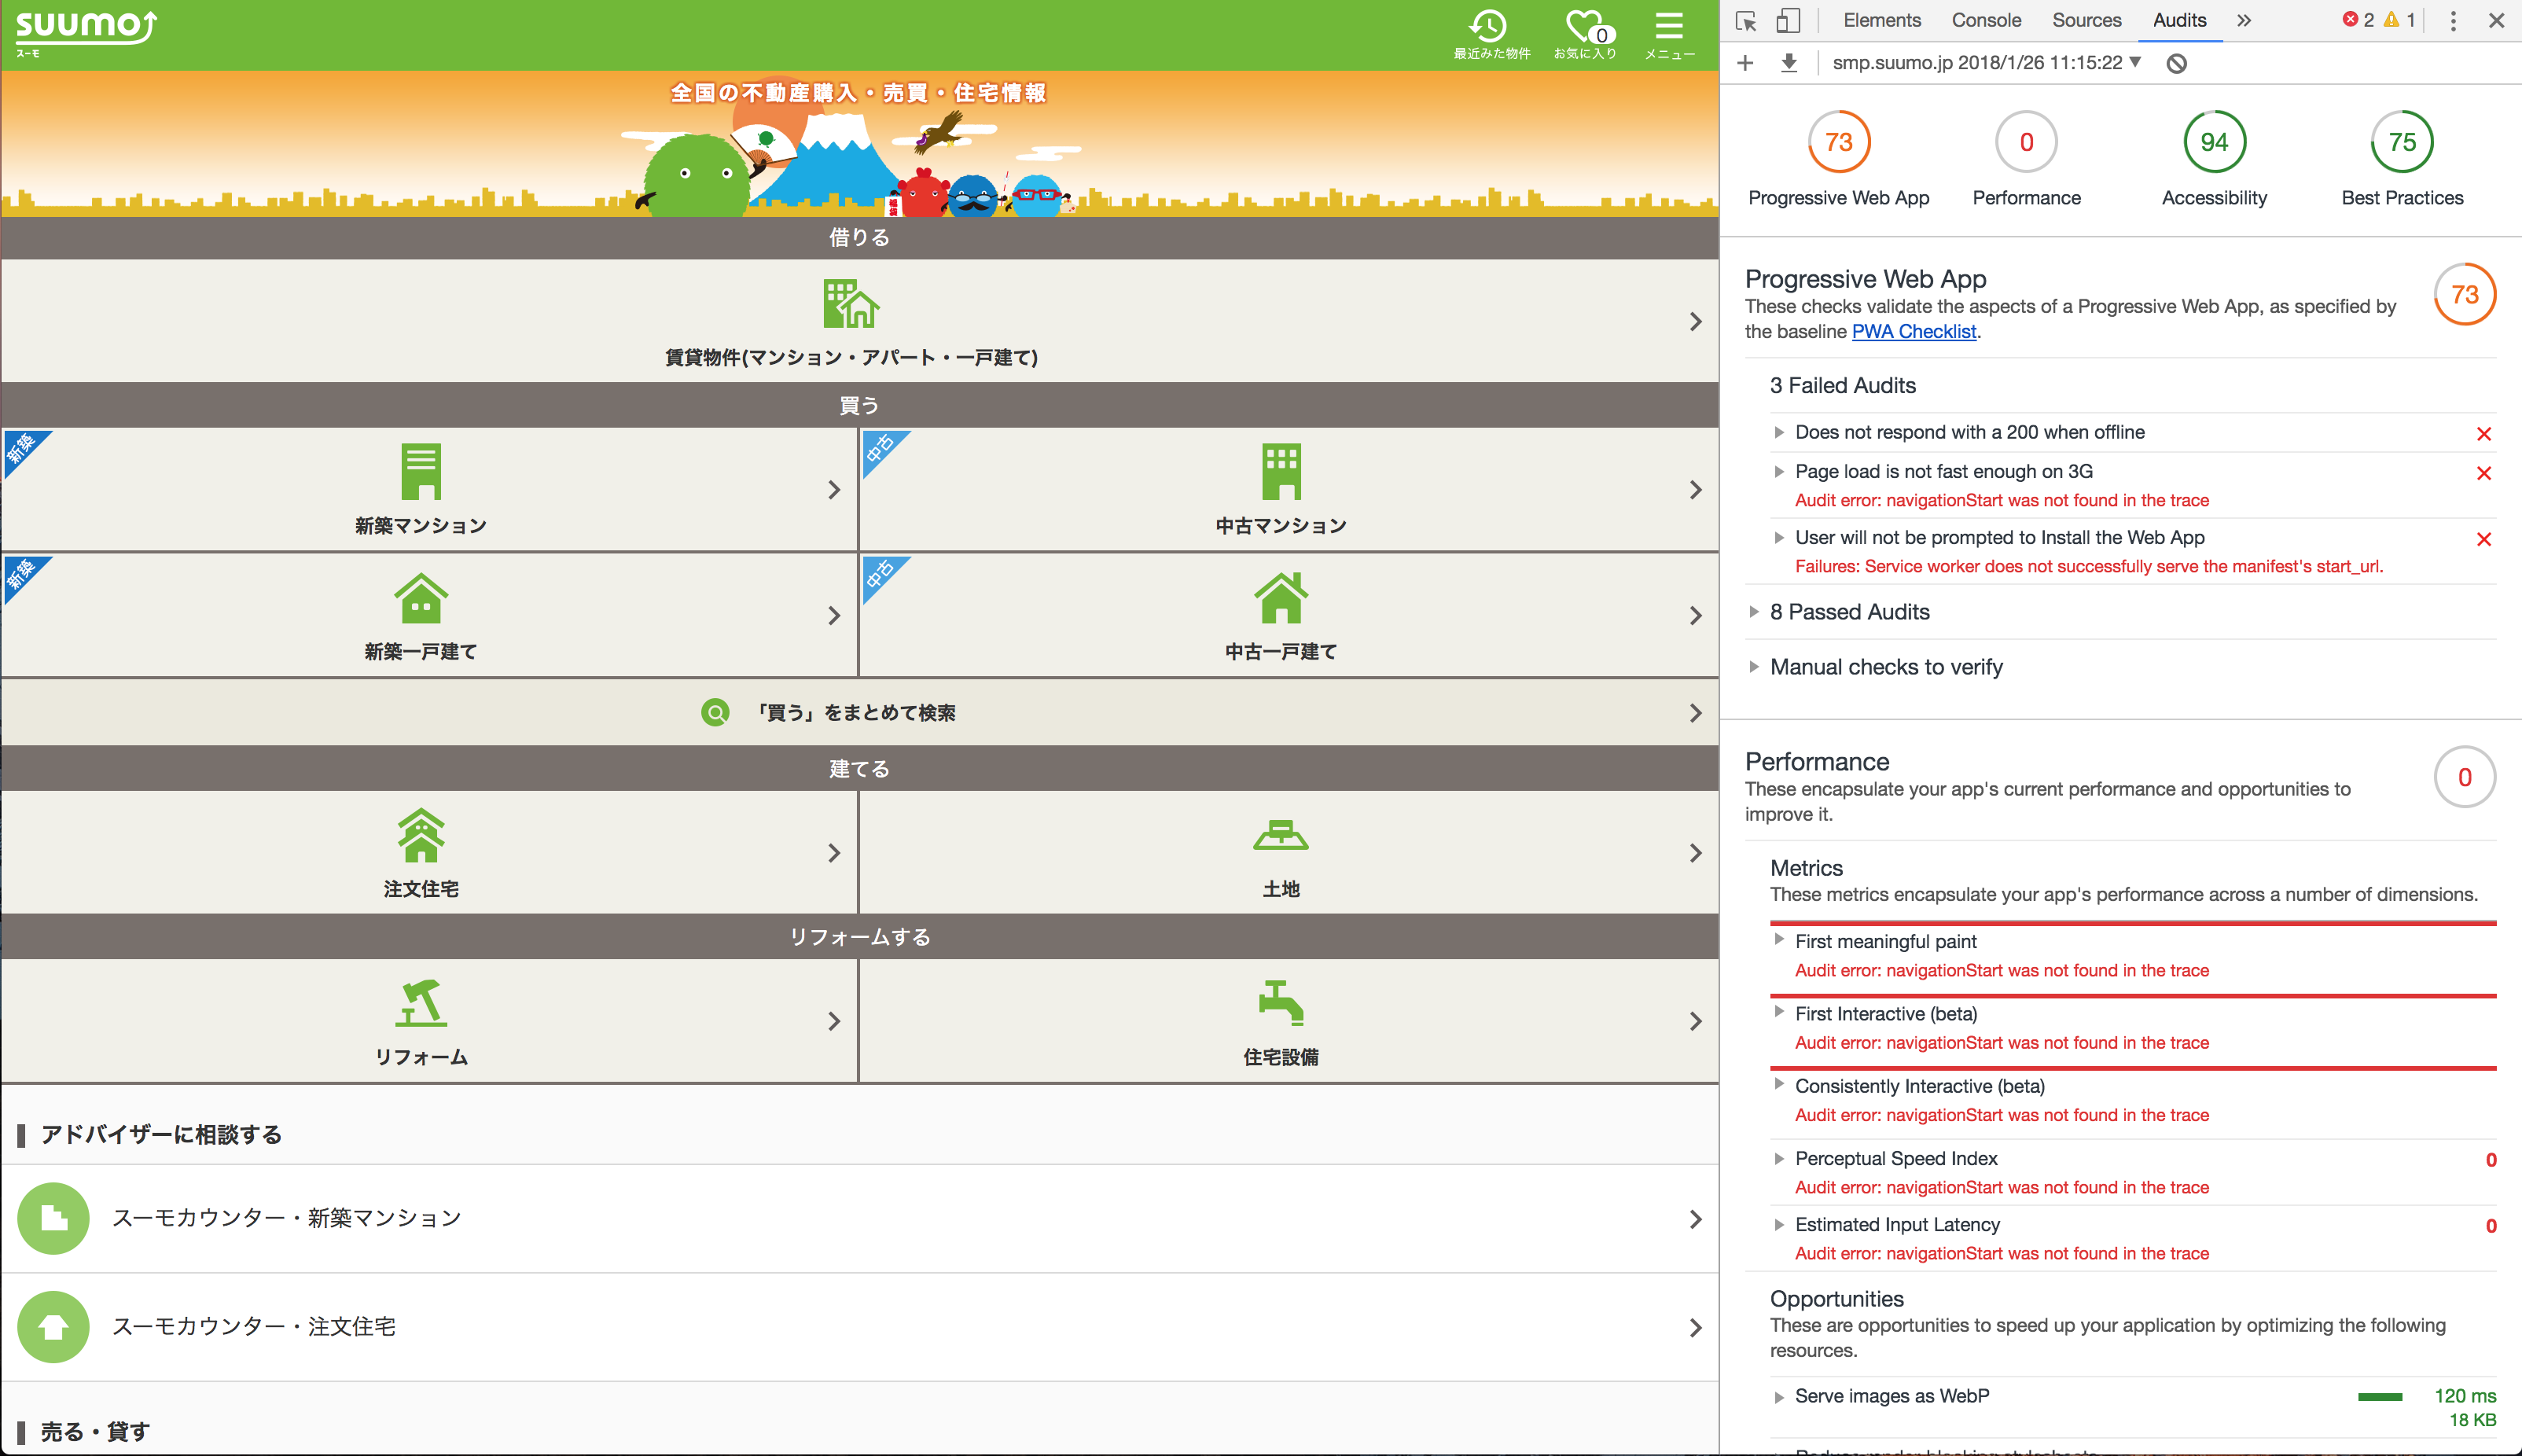 suumo
スーモ
最近みた物件
0
お気に入り
メニュー
全国の不動産購入・売買・住宅情報
福袋
借りる
賃貸物件(マンション・アパート・一戸建て)
買う
新築
新築マンション
中古
中古マンション
新築
新築一戸建て
中古
中古一戸建て
「買う」をまとめて検索
建てる
注文住宅
土地
リフォームする
リフォーム
住宅設備
アドバイザーに相談する
スーモカウンター・新築マンション
スーモカウンター・注文住宅
売る・貸す
Elements Console Sources Audits 2 1
smp.suumo.jp 2018/1/26 11:15:22
73 0 94 75
Progressive Web App Performance Accessibility Best Practices
Progressive Web App
73
These checks validate the aspects of a Progressive Web App, as specified by
the baseline PWA Checklist.
3 Failed Audits
Does not respond with a 200 when offline
Page load is not fast enough on 3G
Audit error: navigationStart was not found in the trace
User will not be prompted to Install the Web App
Failures: Service worker does not successfully serve the manifest's start_url.
8 Passed Audits
Manual checks to verify
Performance
0
These encapsulate your app's current performance and opportunities to
improve it.
Metrics
These metrics encapsulate your app's performance across a number of dimensions.
First meaningful paint
Audit error: navigationStart was not found in the trace
First Interactive (beta)
Audit error: navigationStart was not found in the trace
Consistently Interactive (beta)
Audit error: navigationStart was not found in the trace
Perceptual Speed Index 0
Audit error: navigationStart was not found in the trace
Estimated Input Latency 0
Audit error: navigationStart was not found in the trace
Opportunities
These are opportunities to speed up your application by optimizing the following
resources.
Serve images as WebP 120 ms
18 KB